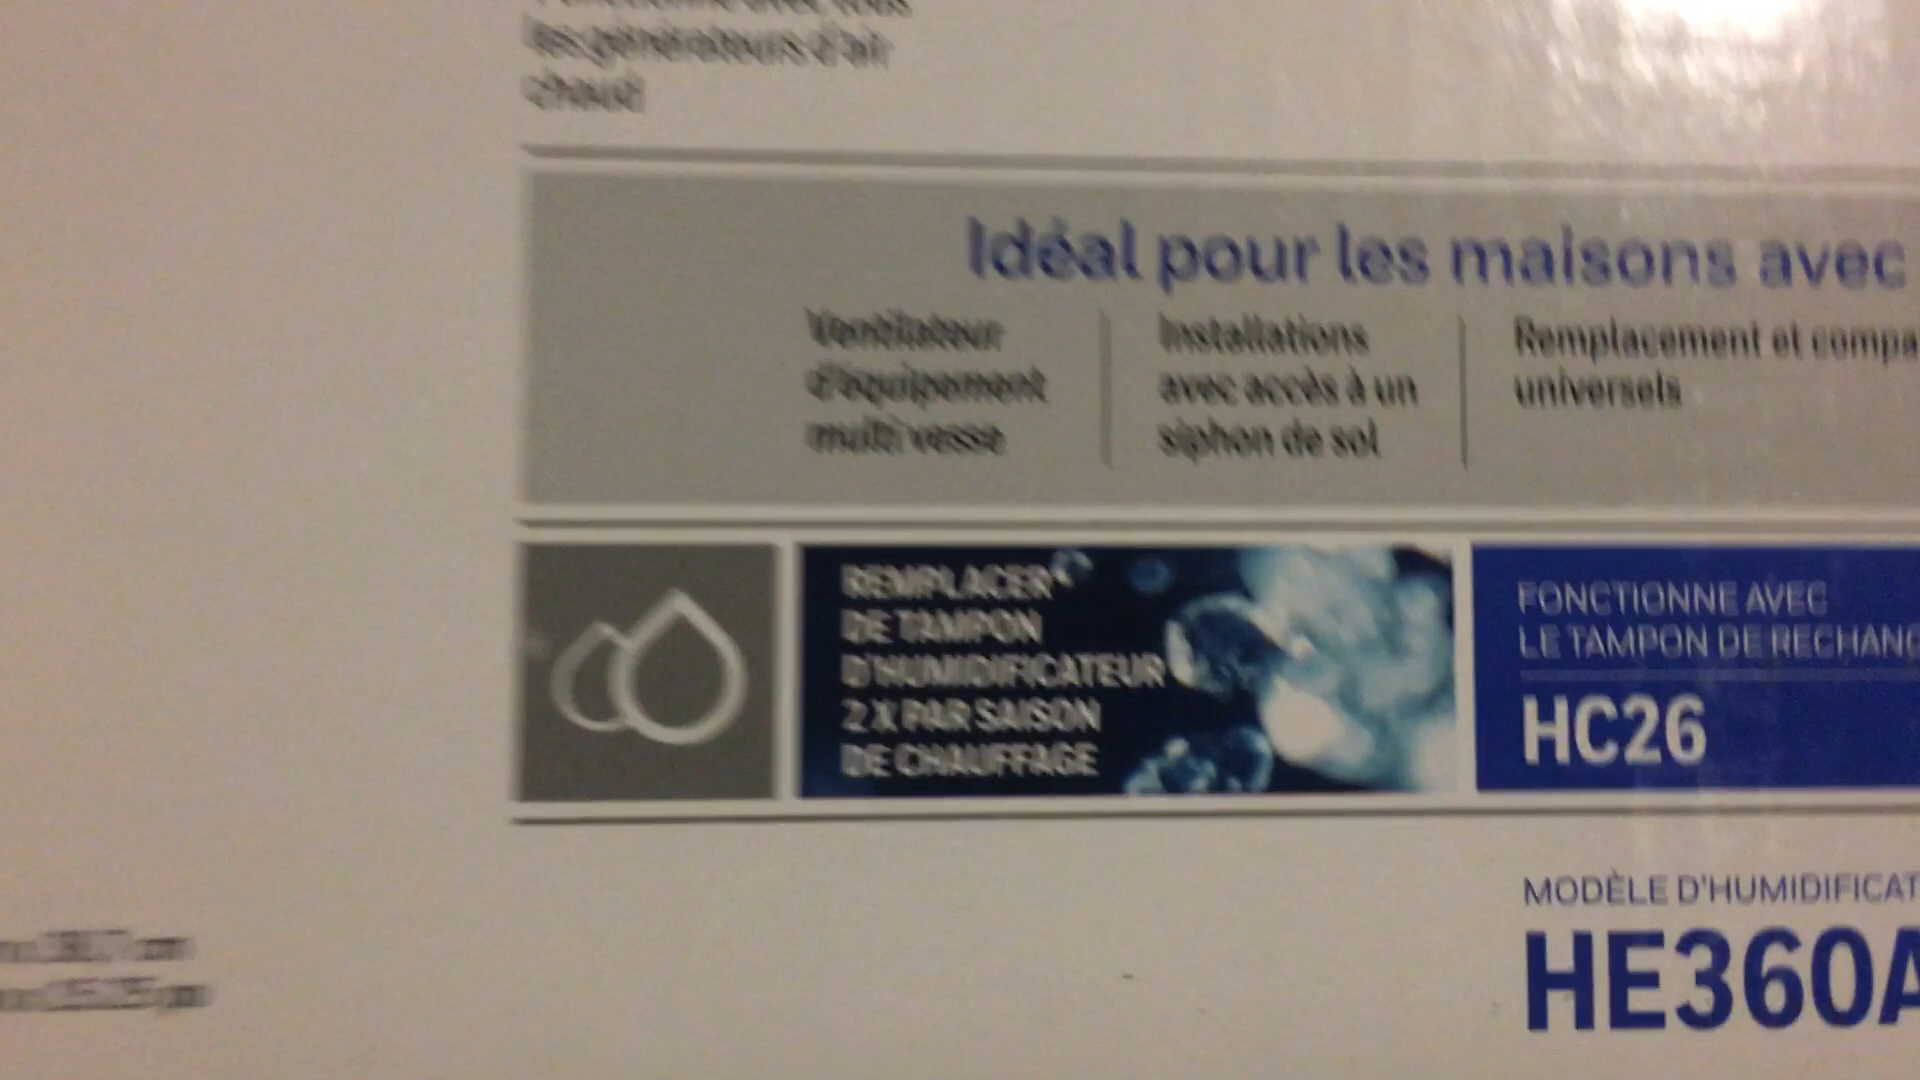 les générateurs d'air
chaud
Idéal pour les maisons avec
Ventilateur
d'équipement
multi vesse
Installations
avec accès à un
siphon de sol
Remplacement et compa
universels
REMPLACER*
DE TAMPON
D'HUMIDIFICATEUR
2 X PAR SAISON
DE CHAUFFAGE
FONCTIONNE AVEC
LE TAMPON DE RECHANG
HC26
MODÈLE D'HUMIDIFICAT
HE360A